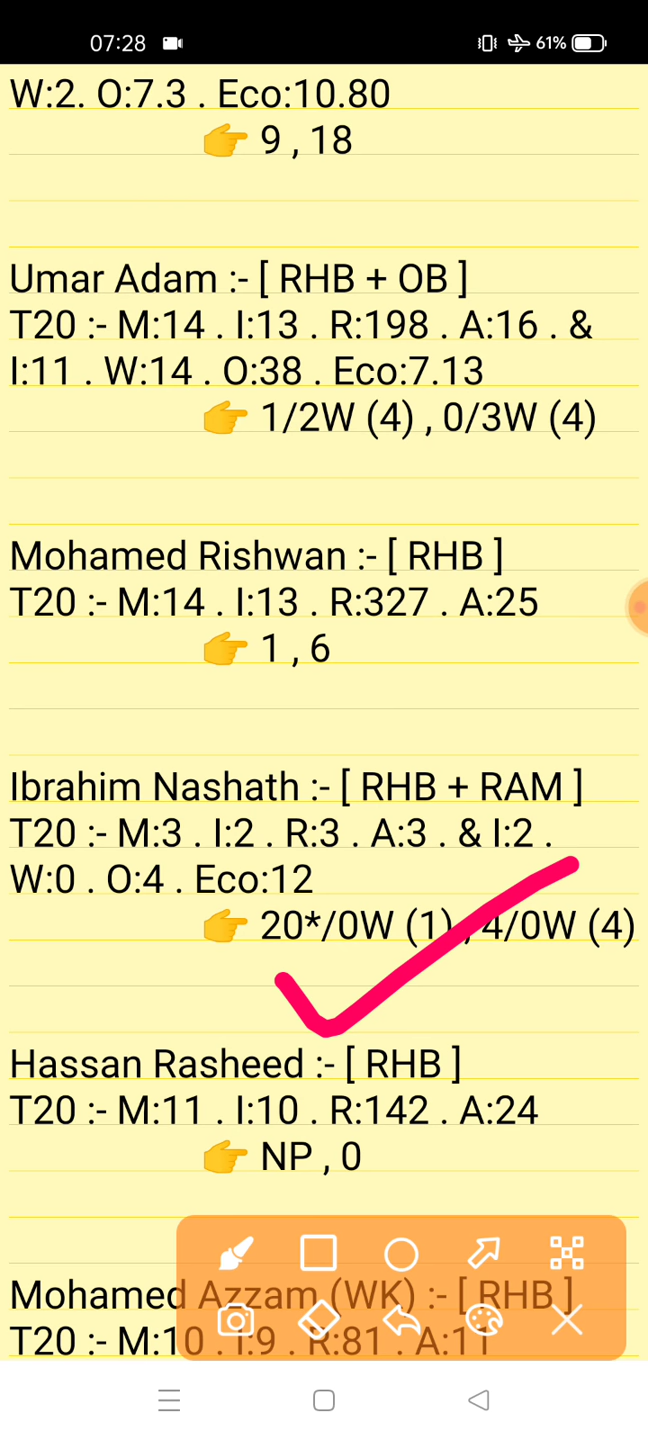 07:28 61%
W:2. O:7.3 . Eco:10.80
👉 9 , 18
Umar Adam :- [ RHB + OB ]
T20 :- M:14 . I:13 . R:198 . A:16 . &
I:11 . W:14 . O:38 . Eco:7.13
👉 1/2W (4) , 0/3W (4)
Mohamed Rishwan :- [ RHB ]
T20 :- M:14 . I:13 . R:327 . A:25
👉 1 , 6
Ibrahim Nashath :- [ RHB + RAM ]
T20 :- M:3 . I:2 . R:3 . A:3 . & I:2 .
W:0 . O:4 . Eco:12
👉 20*/0W (1) , 4/0W (4)
Hassan Rasheed :- [ RHB ]
T20 :- M:11 . I:10 . R:142 . A:24
👉 NP , 0
Mohamed Azzam (WK) :- [ RHB ]
T20 :- M:10 . I:9 . R:81 . A:11